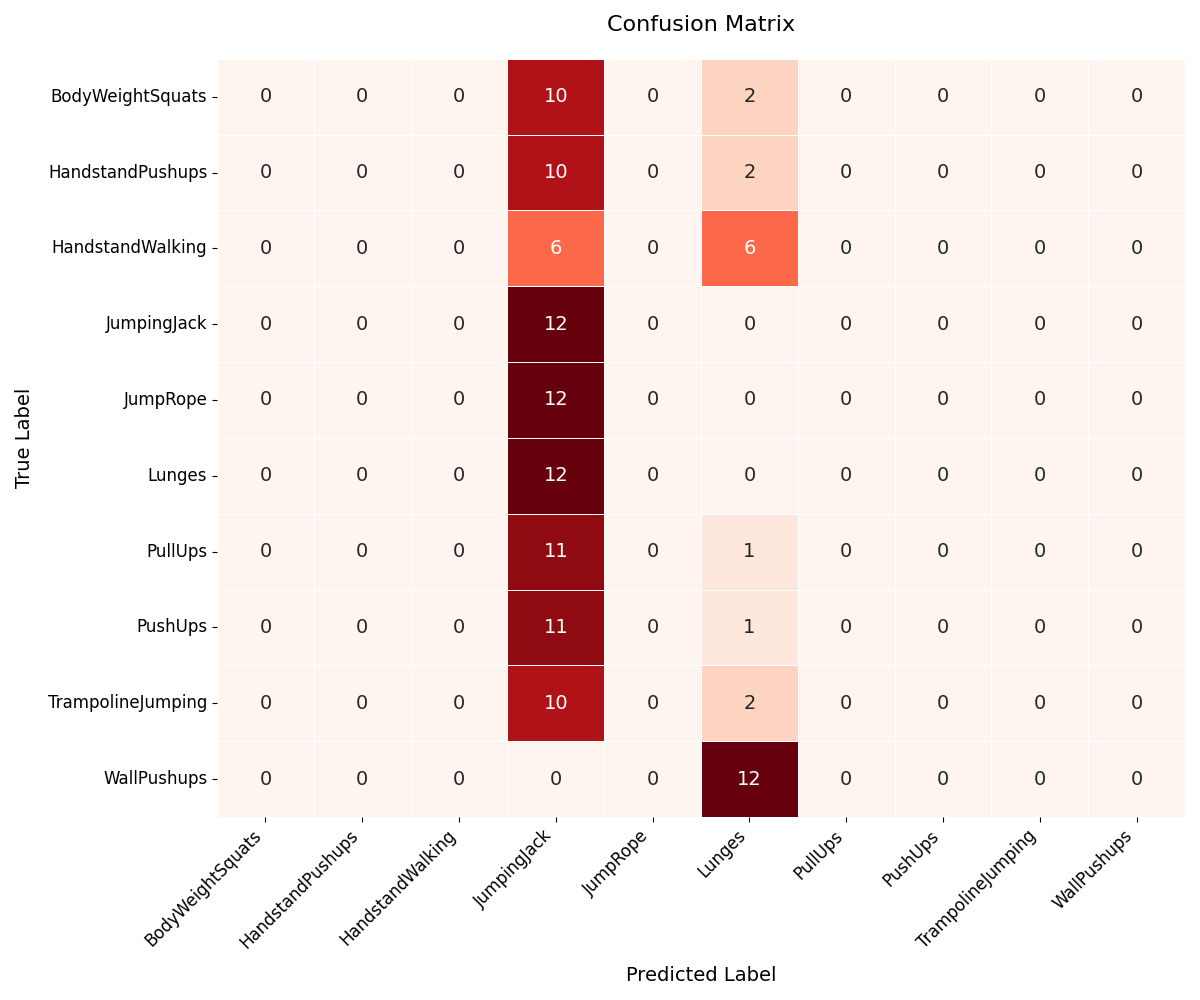 Confusion Matrix
True Label
BodyWeightSquats 0 0 0 10 0 2 0 0 0 0
HandstandPushups 0 0 0 10 0 2 0 0 0 0
HandstandWalking 0 0 0 6 0 6 0 0 0 0
JumpingJack 0 0 0 12 0 0 0 0 0 0
JumpRope 0 0 0 12 0 0 0 0 0 0
Lunges 0 0 0 12 0 0 0 0 0 0
PullUps 0 0 0 11 0 1 0 0 0 0
PushUps 0 0 0 11 0 1 0 0 0 0
TrampolineJumping 0 0 0 10 0 2 0 0 0 0
WallPushups 0 0 0 0 0 12 0 0 0 0
BodyWeightSquats HandstandPushups HandstandWalking JumpingJack JumpRope Lunges PullUps PushUps TrampolineJumping WallPushups
Predicted Label